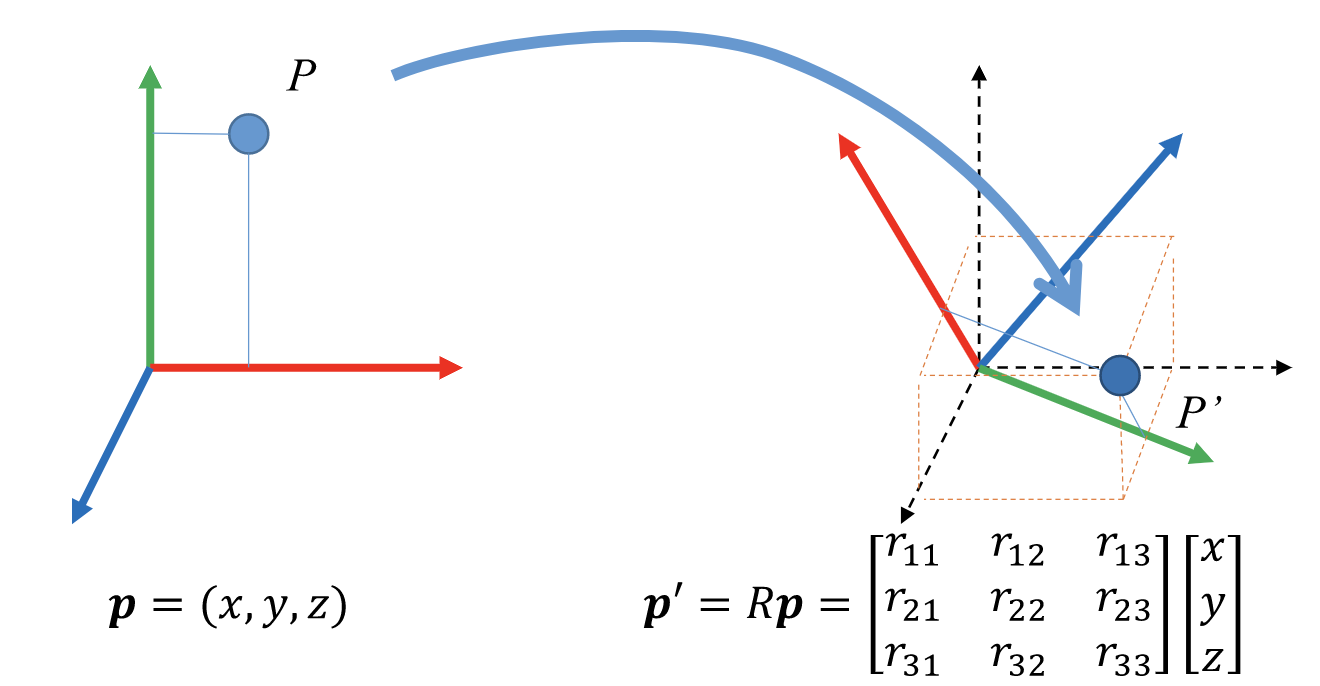 P
P’
𝒑 = (x, y, z)
𝒑′ = R𝒑 = [r₁₁ r₁₂ r₁₃] [x]
[r₂₁ r₂₂ r₂₃] [y]
[r₃₁ r₃₂ r₃₃] [z]